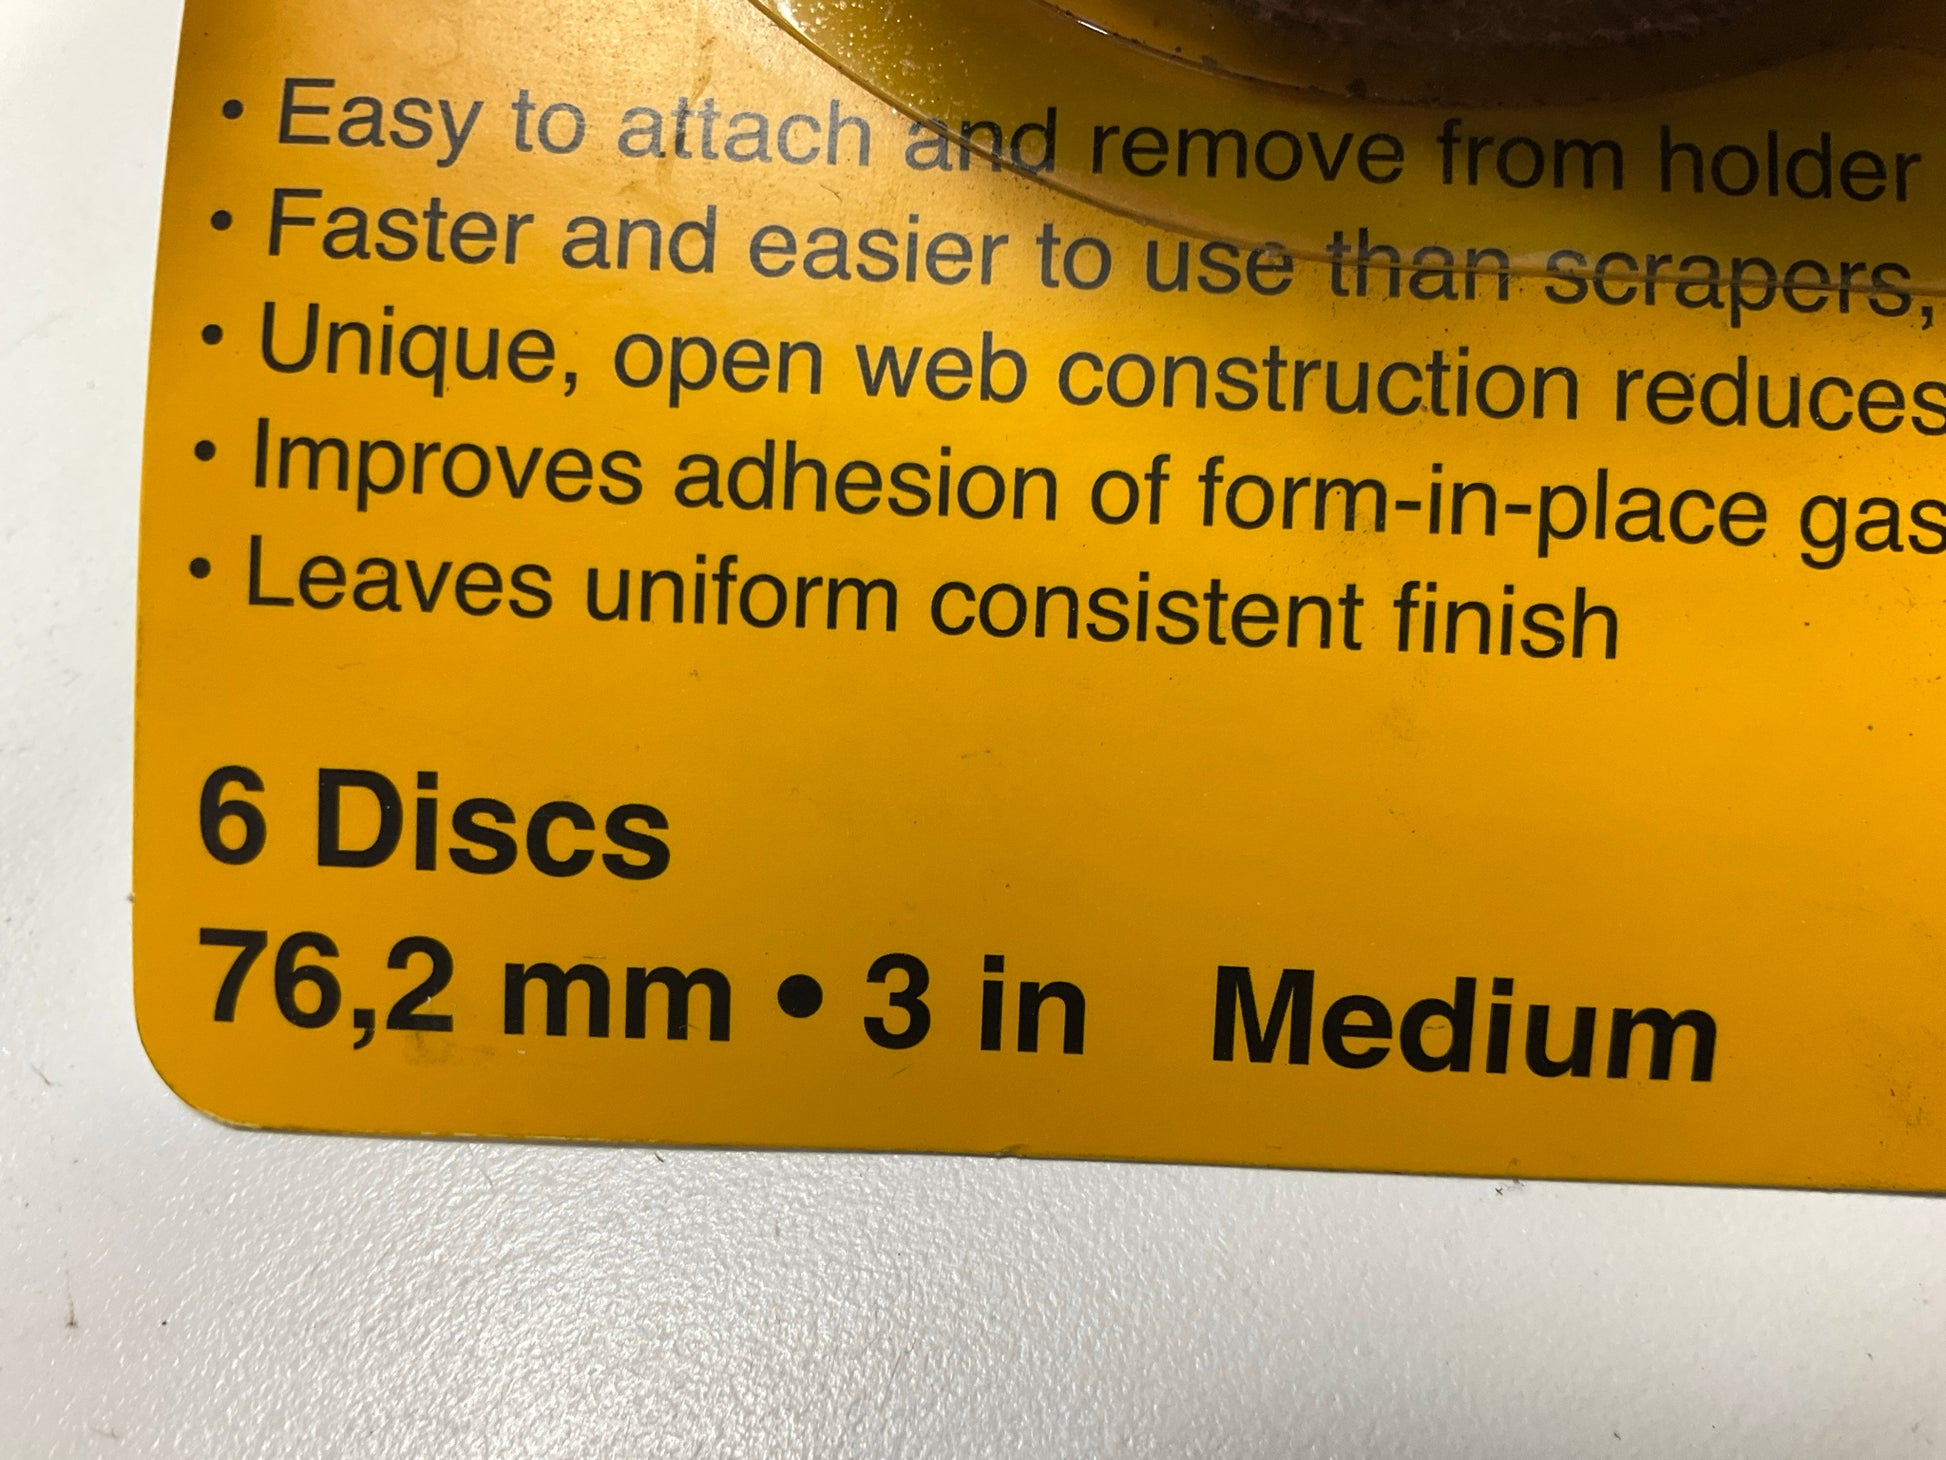 • Easy to attach and remove from holder
• Faster and easier to use than scrapers,
• Unique, open web construction reduces
• Improves adhesion of form-in-place
• Leaves uniform consistent finish
6 Discs
76,2 mm • 3 in Medium